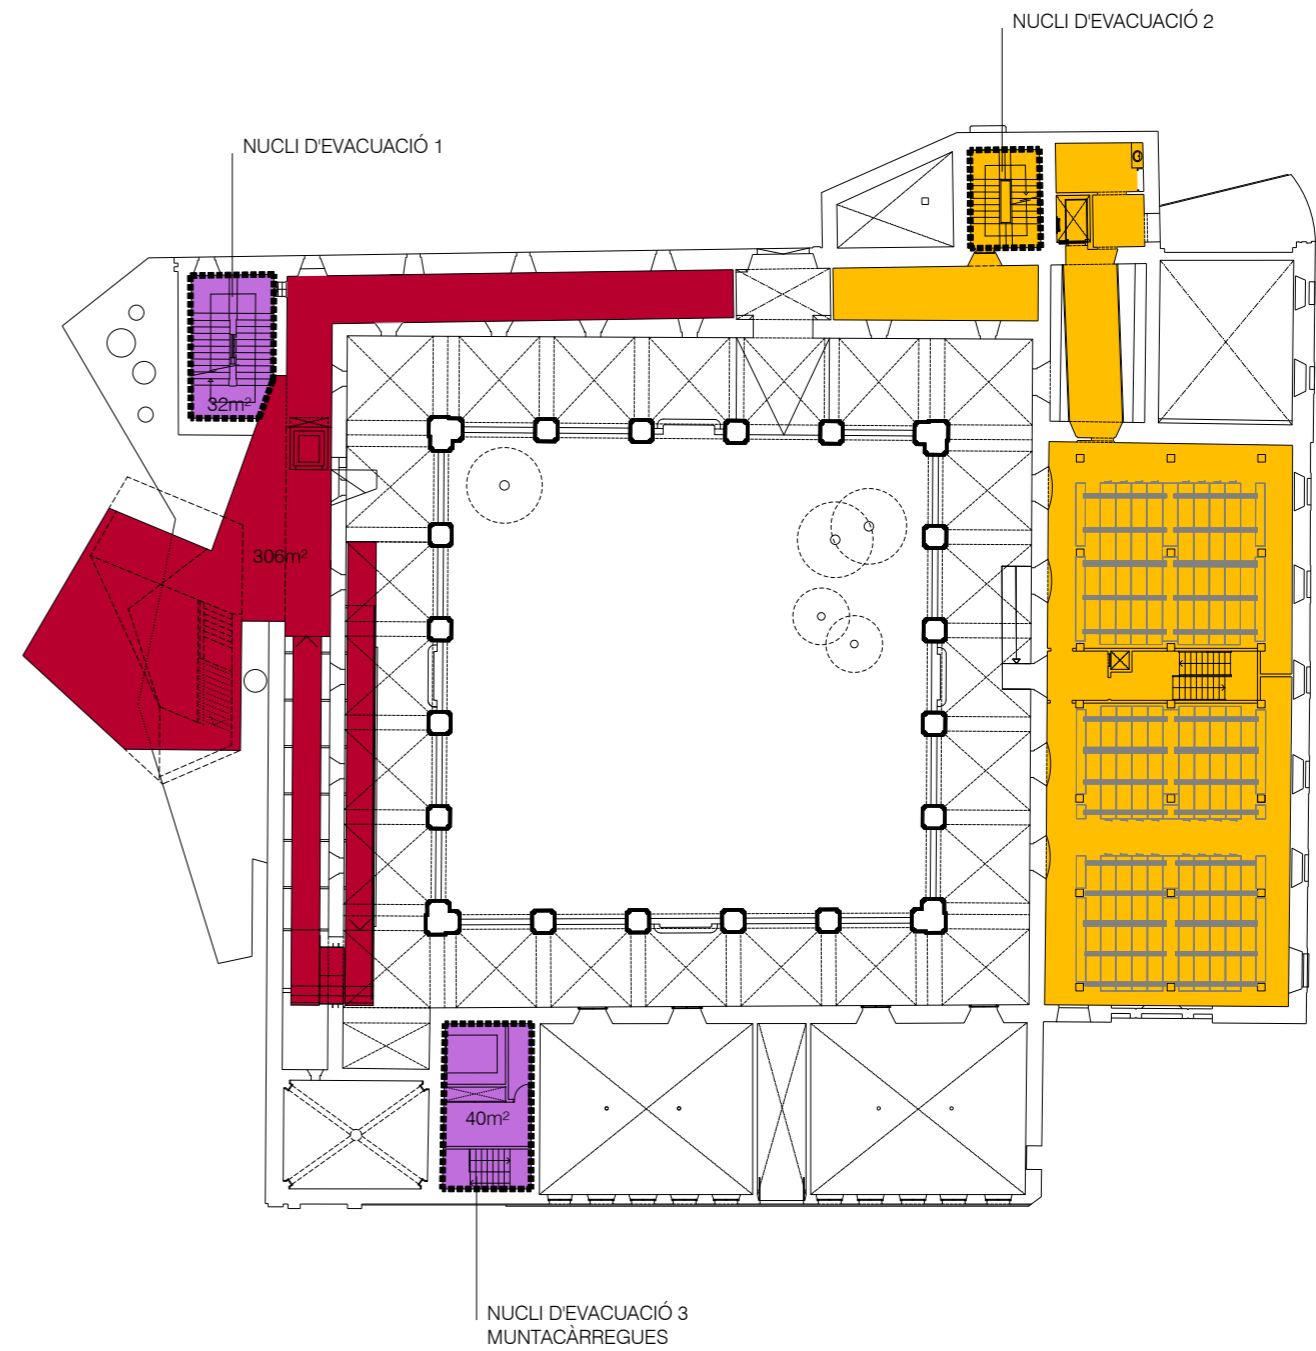 NUCLI D'EVACUACIÓ 2
NUCLI D'EVACUACIÓ 1
32m²
306m²
40m²
NUCLI D'EVACUACIÓ 3
MUNTACÀRREGUES